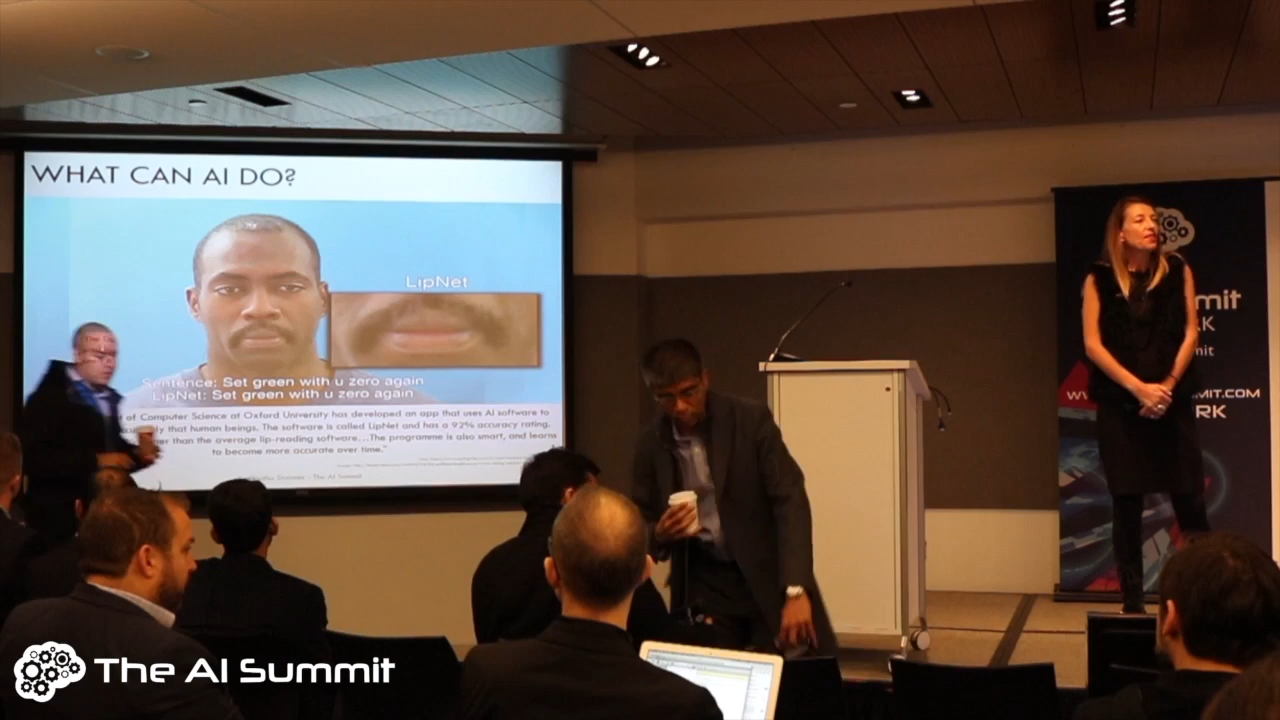 WHAT CAN AI DO?
LipNet
Sentence: Set green with u zero again
LipNet: Set green with u zero again
of Computer Science at Oxford University has developed an app that uses AI software to
that human beings. The software is called LipNet and has a 92% accuracy rating.
than the average lip-reading software...The programme is also smart, and learns
to become more accurate over time."
The AI Summit
mmit
RK
mit
WW
MIT.COM
RK
The AI Summit